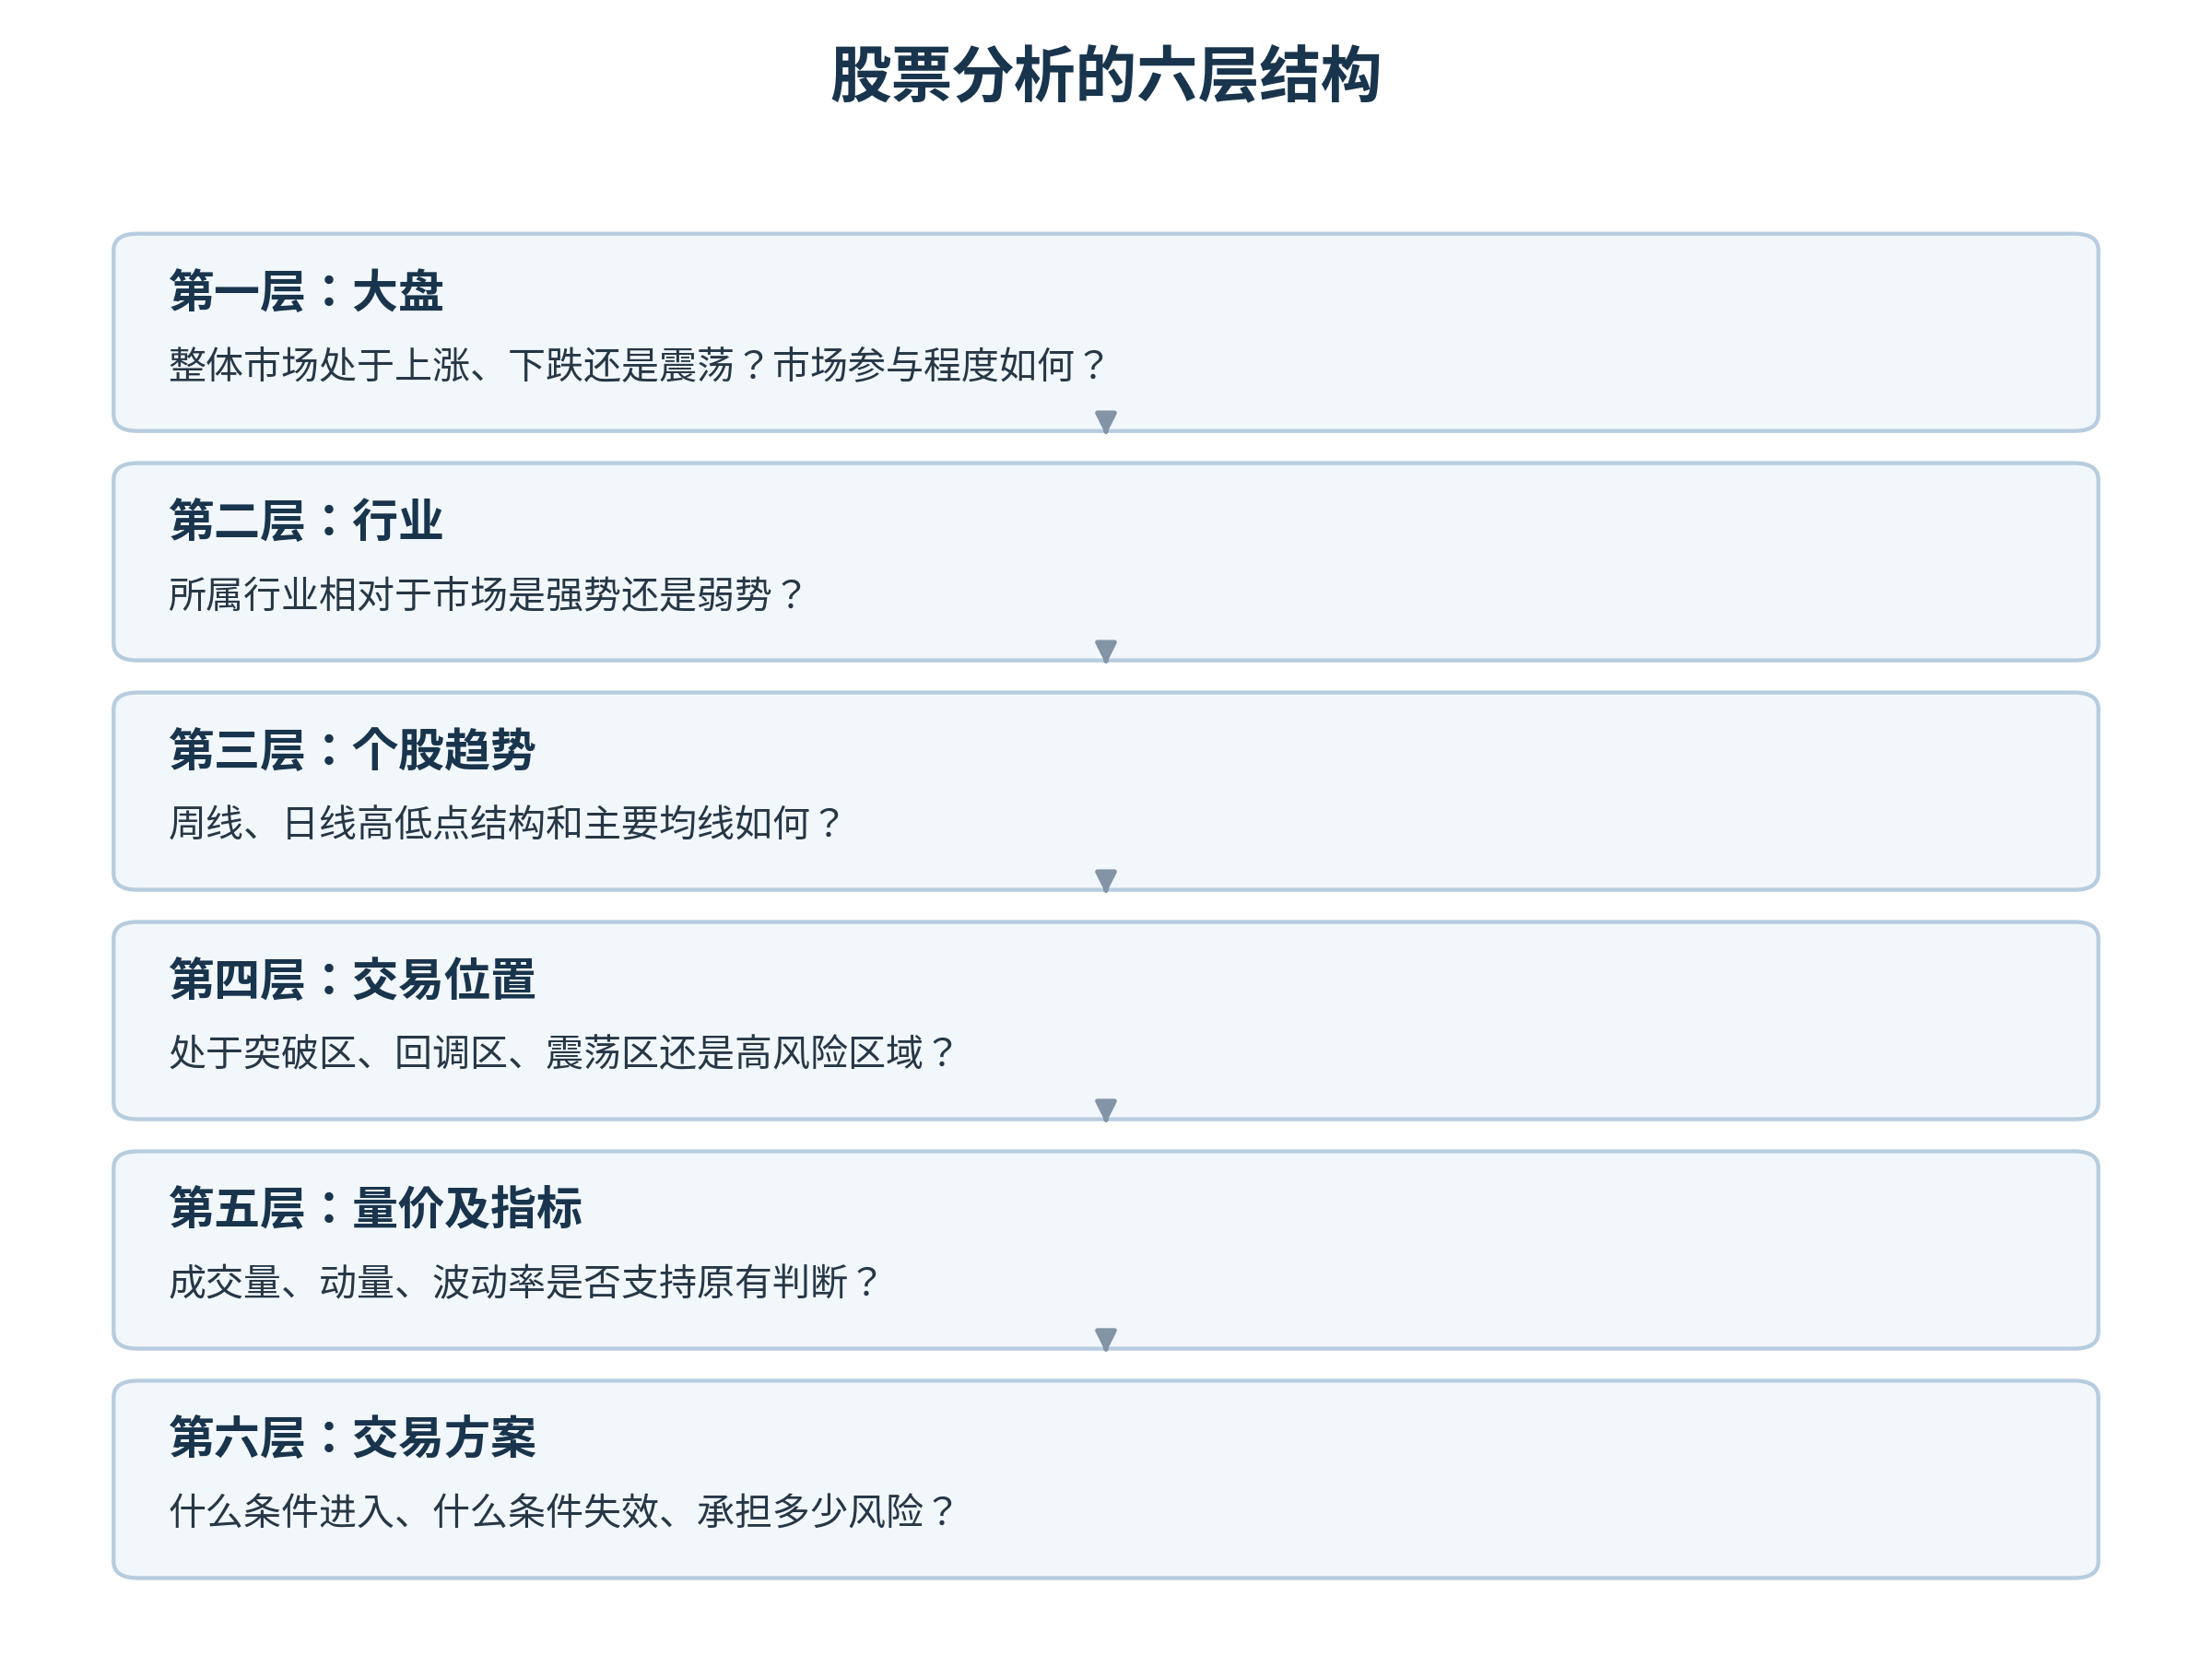 股票分析的六层结构
第一层：大盘
整体市场处于上涨、下跌还是震荡？市场参与程度如何？
第二层：行业
所属行业相对于市场是强势还是弱势？
第三层：个股趋势
周线、日线高低点结构和主要均线如何？
第四层：交易位置
处于突破区、回调区、震荡区还是高风险区域？
第五层：量价及指标
成交量、动量、波动率是否支持原有判断？
第六层：交易方案
什么条件进入、什么条件失效、承担多少风险？